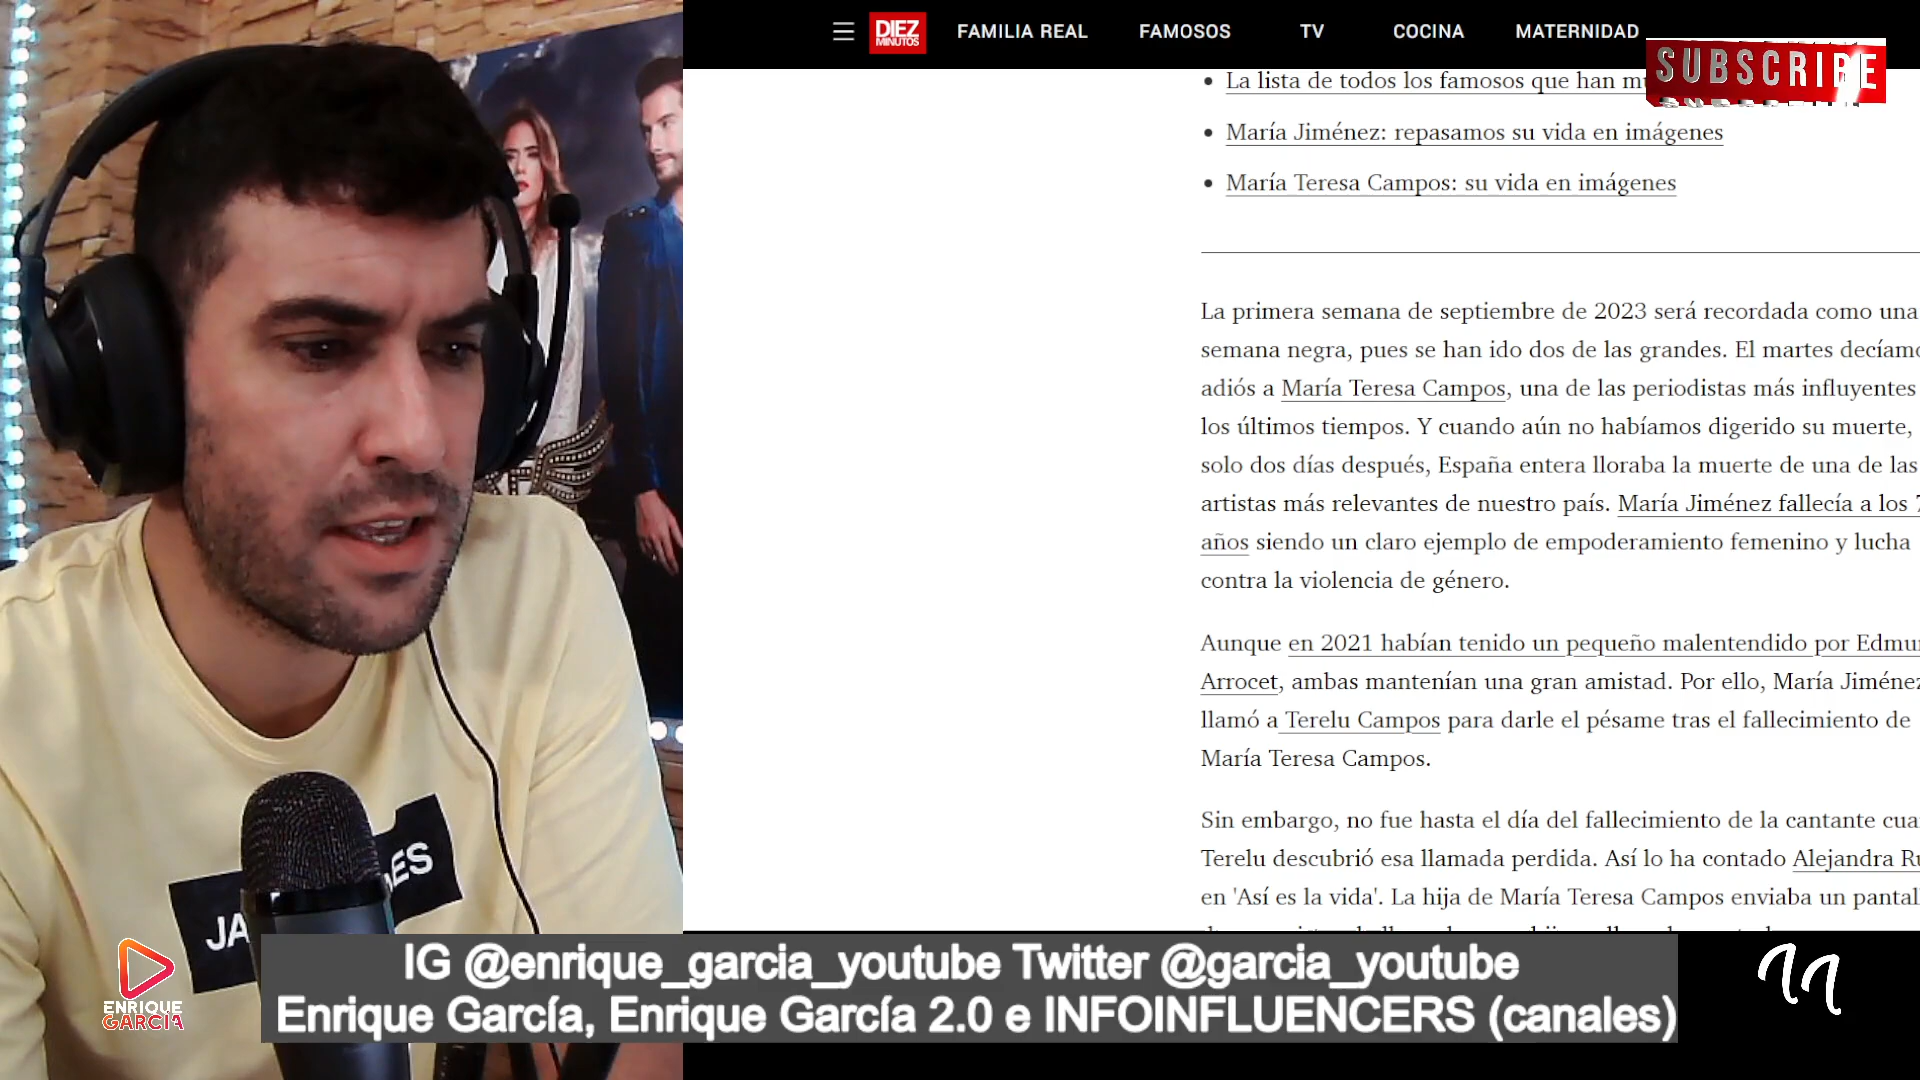 DIEZ
MINUTOS
FAMILIA REAL
FAMOSOS
TV
COCINA
MATERNIDAD
SUBSCRIBE
La lista de todos los famosos que han
María Jiménez: repasamos su vida en imágenes
María Teresa Campos: su vida en imágenes
La primera semana de septiembre de 2023 será recordada como una
semana negra, pues se han ido dos de las grandes. El martes
adiós a María Teresa Campos, una de las periodistas más influyentes
los últimos tiempos. Y cuando aún no habíamos digerido su muerte,
solo dos días después, España entera lloraba la muerte de una de las
artistas más relevantes de nuestro país. María Jiménez fallecía a los
años siendo un claro ejemplo de empoderamiento femenino y lucha
contra la violencia de género.
Aunque en 2021 habían tenido un pequeño malentendido por
Arrocet, ambas mantenían una gran amistad. Por ello, María Jiménez
llamó a Terelu Campos para darle el pésame tras el fallecimiento de
María Teresa Campos.
Sin embargo, no fue hasta el día del fallecimiento de la cantante
Terelu descubrió esa llamada perdida. Así lo ha contado Alejandra
en 'Así es la vida'. La hija de María Teresa Campos enviaba un
JA
ES
IG @enrique_garcia_youtube Twitter @garcia_youtube
Enrique García, Enrique García 2.0 e INFOINFLUENCERS (canales)
ENRIQUE
GARCIA